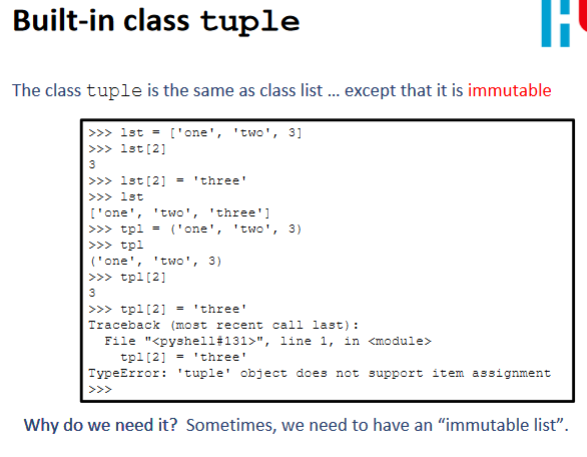 Built-in class tuple
The class tuple is the same as class list ... except that it is immutable
>>> lst = ['one', 'two', 3]
>>> lst[2]
3
>>> lst[2] = 'three'
>>> lst
['one', 'two', 'three']
>>> tpl = ('one', 'two', 3)
>>> tpl
('one', 'two', 3)
>>> tpl[2]
3
>>> tpl[2] = 'three'
Traceback (most recent call last):
  File "<pyshell#131>", line 1, in <module>
    tpl[2] = 'three'
TypeError: 'tuple' object does not support item assignment
>>>
Why do we need it? Sometimes, we need to have an “immutable list”.